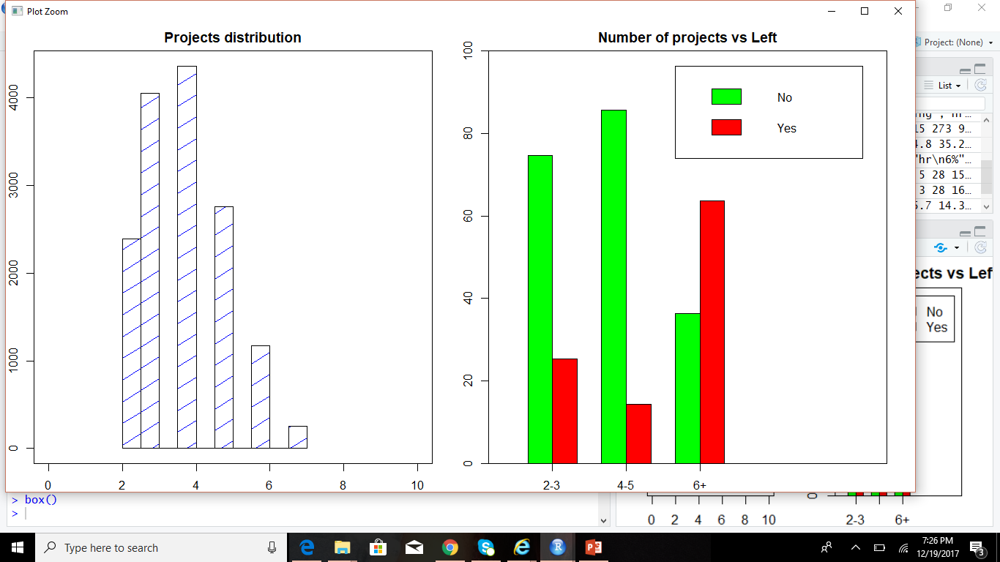 Plot Zoom
Project: (None)
Projects distribution
Number of projects vs Left
0 1000 2000 3000 4000
0 2 4 6 8 10
0 20 40 60 80 100
No
Yes
2-3 4-5 6+
List
15 273 9…
4.8 35.2…
"hr\n6%"…
5 28 15…
3 28 16…
5.7 14.3…
ects vs Lef
No
Yes
0
0 2 4 6 8 10
2-3 6+
> box()
>
Type here to search
7:26 PM
12/19/2017
3